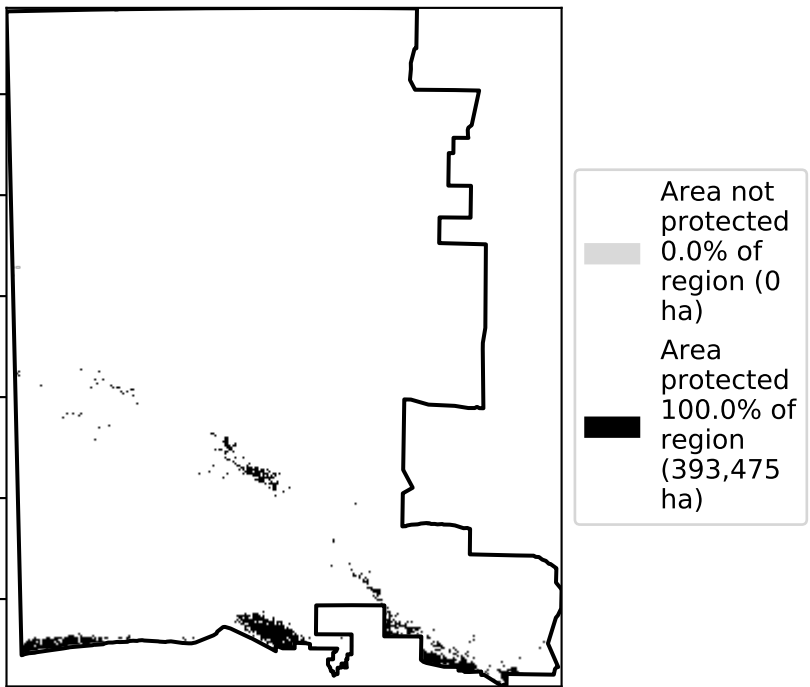 Area not
protected
0.0% of
region (0
ha)
Area
protected
100.0% of
region
(393,475
ha)